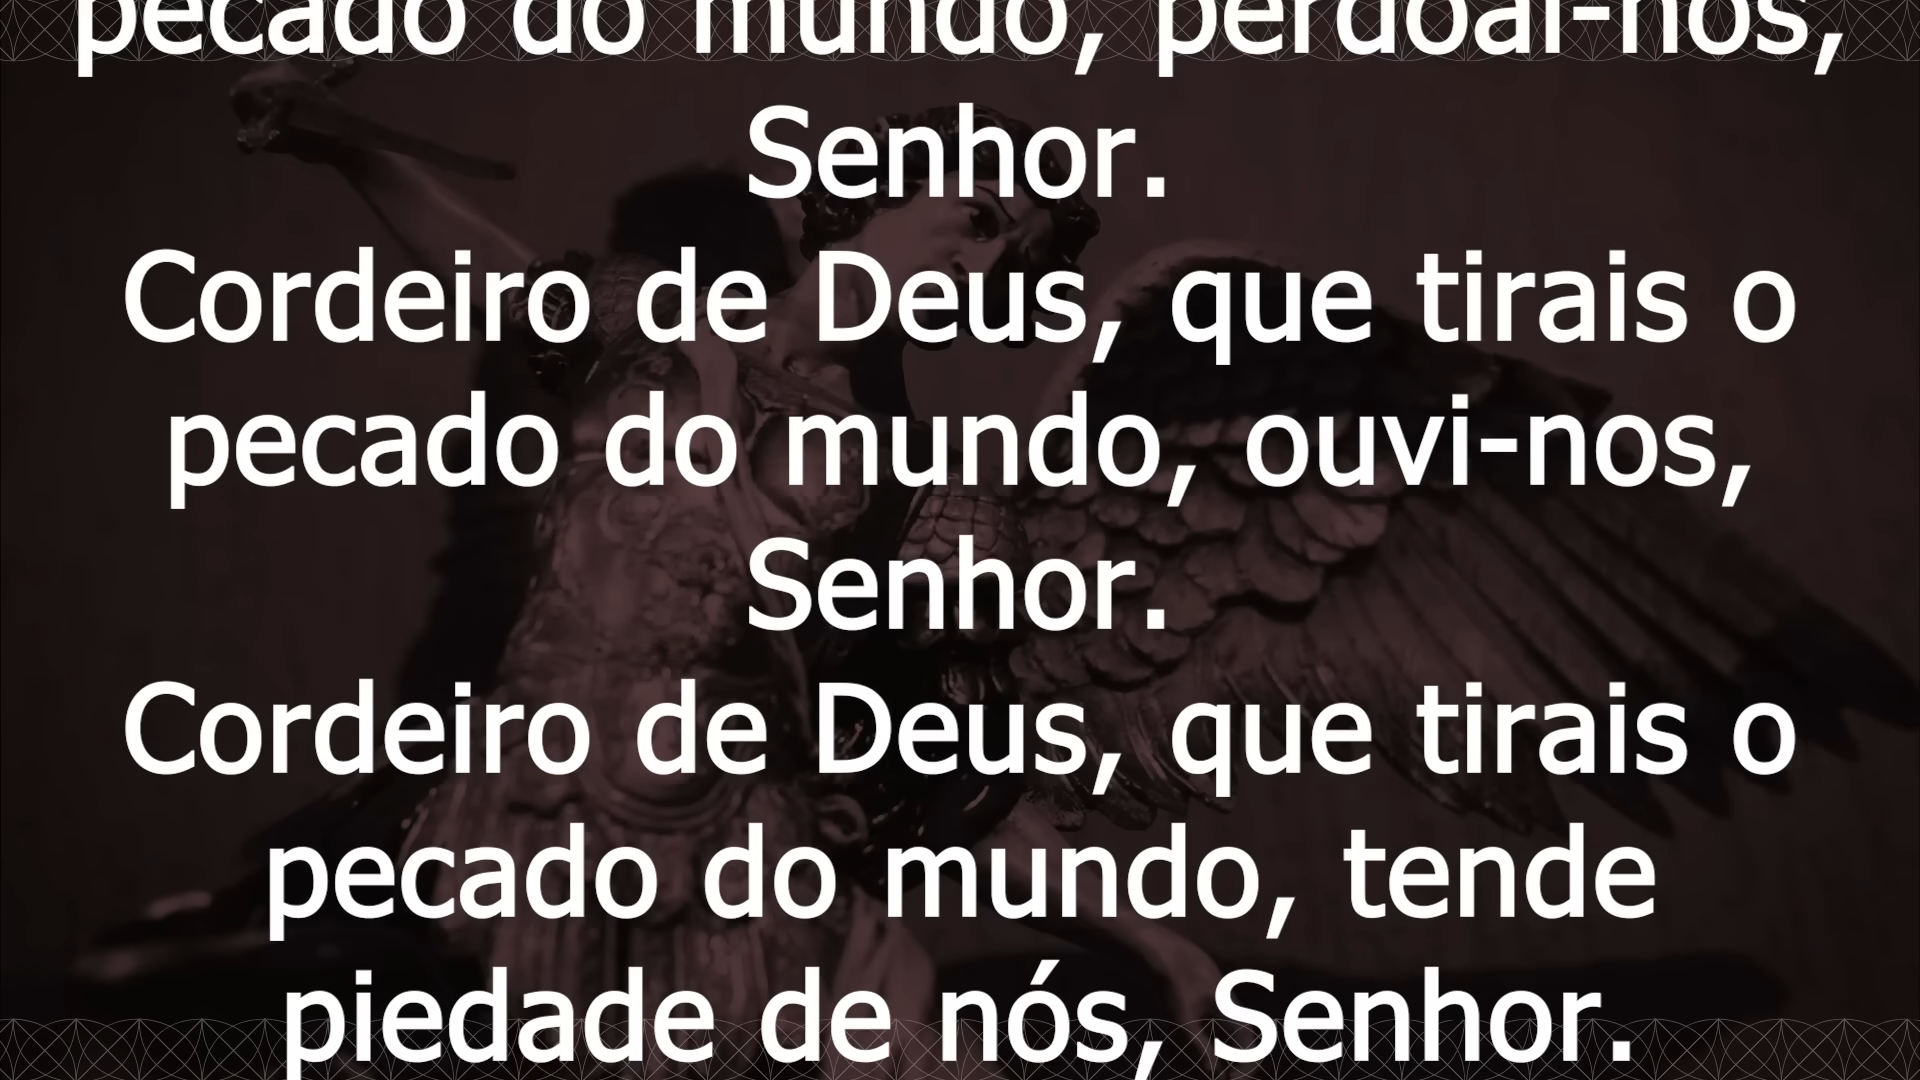 pecado do mundo, perdoai-nos,
Senhor.
Cordeiro de Deus, que tirais o
pecado do mundo, ouvi-nos,
Senhor.
Cordeiro de Deus, que tirais o
pecado do mundo, tende
piedade de nós, Senhor.